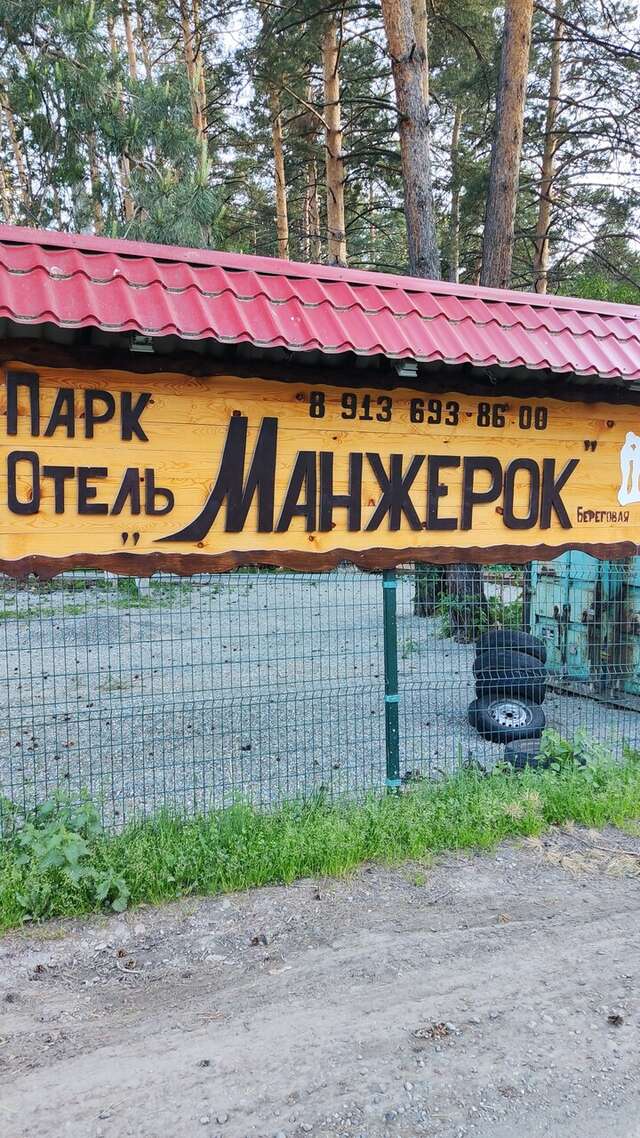 Парк
8 913 693-86 00
Отель
„Манжерок"
Береговая